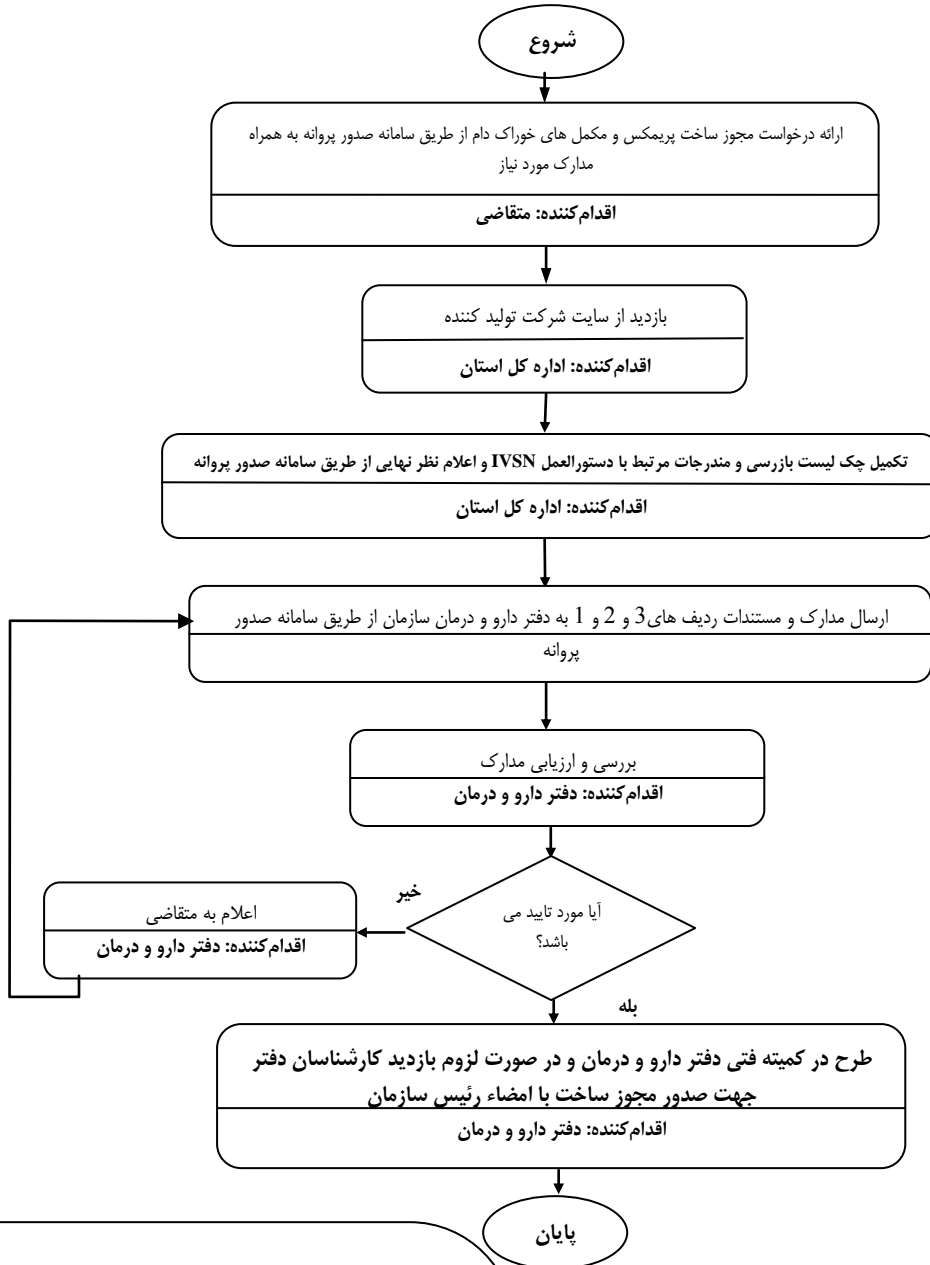 شروع
ارائه درخواست مجوز ساخت پریمکس و مکمل های خوراک دام از طریق سامانه صدور پروانه به همراه
مدارک مورد نیاز
اقدام‌کننده: متقاضی
بازدید از سایت شرکت تولید کننده
اقدام‌کننده: اداره کل استان
تکمیل چک لیست بازرسی و مندرجات مرتبط با دستورالعمل IVSN و اعلام نظر نهایی از طریق سامانه صدور پروانه
اقدام‌کننده: اداره کل استان
ارسال مدارک و مستندات ردیف های3 و 2 و 1 به دفتر دارو و درمان سازمان از طریق سامانه صدور
پروانه
بررسی و ارزیابی مدارک
اقدام‌کننده: دفتر دارو و درمان
آیا مورد تایید می
باشد؟
خیر
اعلام به متقاضی
اقدام‌کننده: دفتر دارو و درمان
بله
طرح در کمیته فتی دفتر دارو و درمان و در صورت لزوم بازدید کارشناسان دفتر
جهت صدور مجوز ساخت با امضاء رئیس سازمان
اقدام‌کننده: دفتر دارو و درمان
پایان